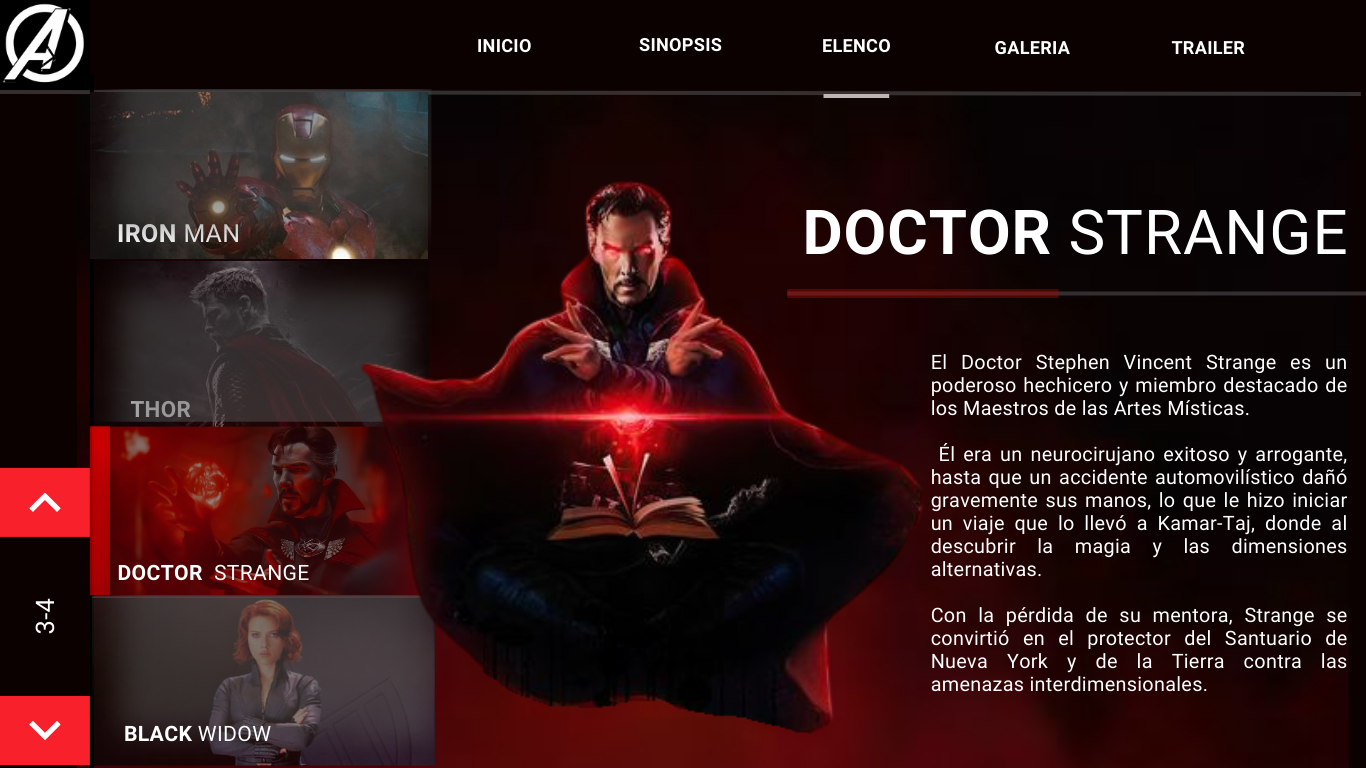 INICIO
SINOPSIS
ELENCO
GALERIA
TRAILER
IRON MAN
THOR
DOCTOR STRANGE
BLACK WIDOW
3-4
DOCTOR STRANGE
El Doctor Stephen Vincent Strange es un
poderoso hechicero y miembro destacado de
los Maestros de las Artes Místicas.
Él era un neurocirujano exitoso y arrogante,
hasta que un accidente automovilístico dañó
gravemente sus manos, lo que le hizo iniciar
un viaje que lo llevó a Kamar-Taj, donde al
descubrir la magia y las dimensiones
alternativas.
Con la pérdida de su mentora, Strange se
convirtió en el protector del Santuario de
Nueva York y de la Tierra contra las
amenazas interdimensionales.